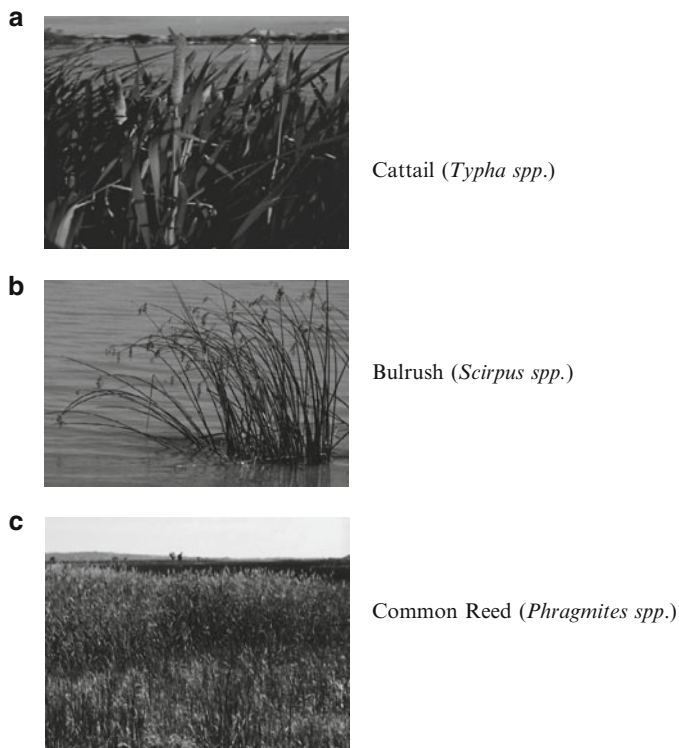 a
Cattail (Typha spp.)
b
Bulrush (Scirpus spp.)
c
Common Reed (Phragmites spp.)